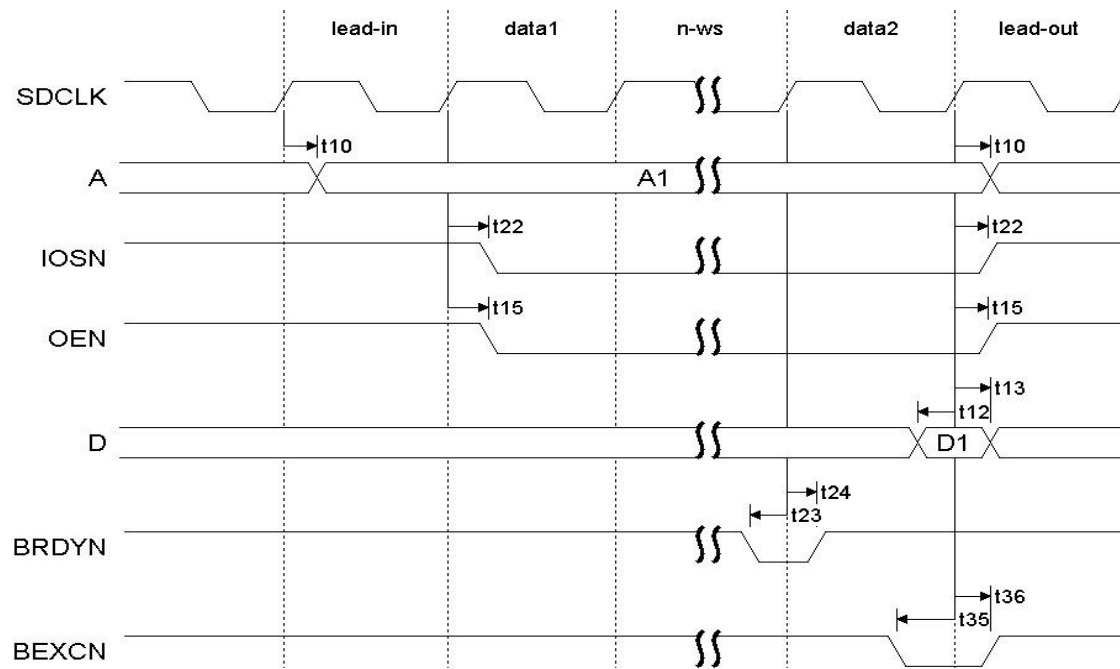 lead-in data1 n-ws data2 lead-out
SDCLK
t10 t10
A A1
t22 t22
IOSN
t15 t15
OEN
t13
t12
D D1
t24
t23
BRDYN
t36
t35
BEXCN